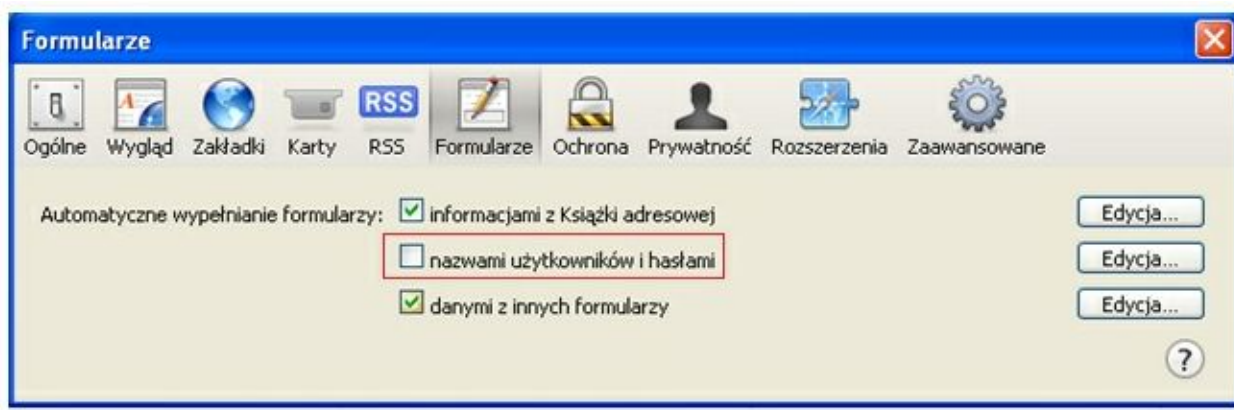 Formularze
RSS
Ogólne Wygląd Zakładki Karty RSS Formularze Ochrona Prywatność Rozszerzenia Zaawansowane
Automatyczne wypełnianie formularzy: informacjami z Książki adresowej Edycja...
nazwami użytkowników i hasłami Edycja...
danymi z innych formularzy Edycja...
?